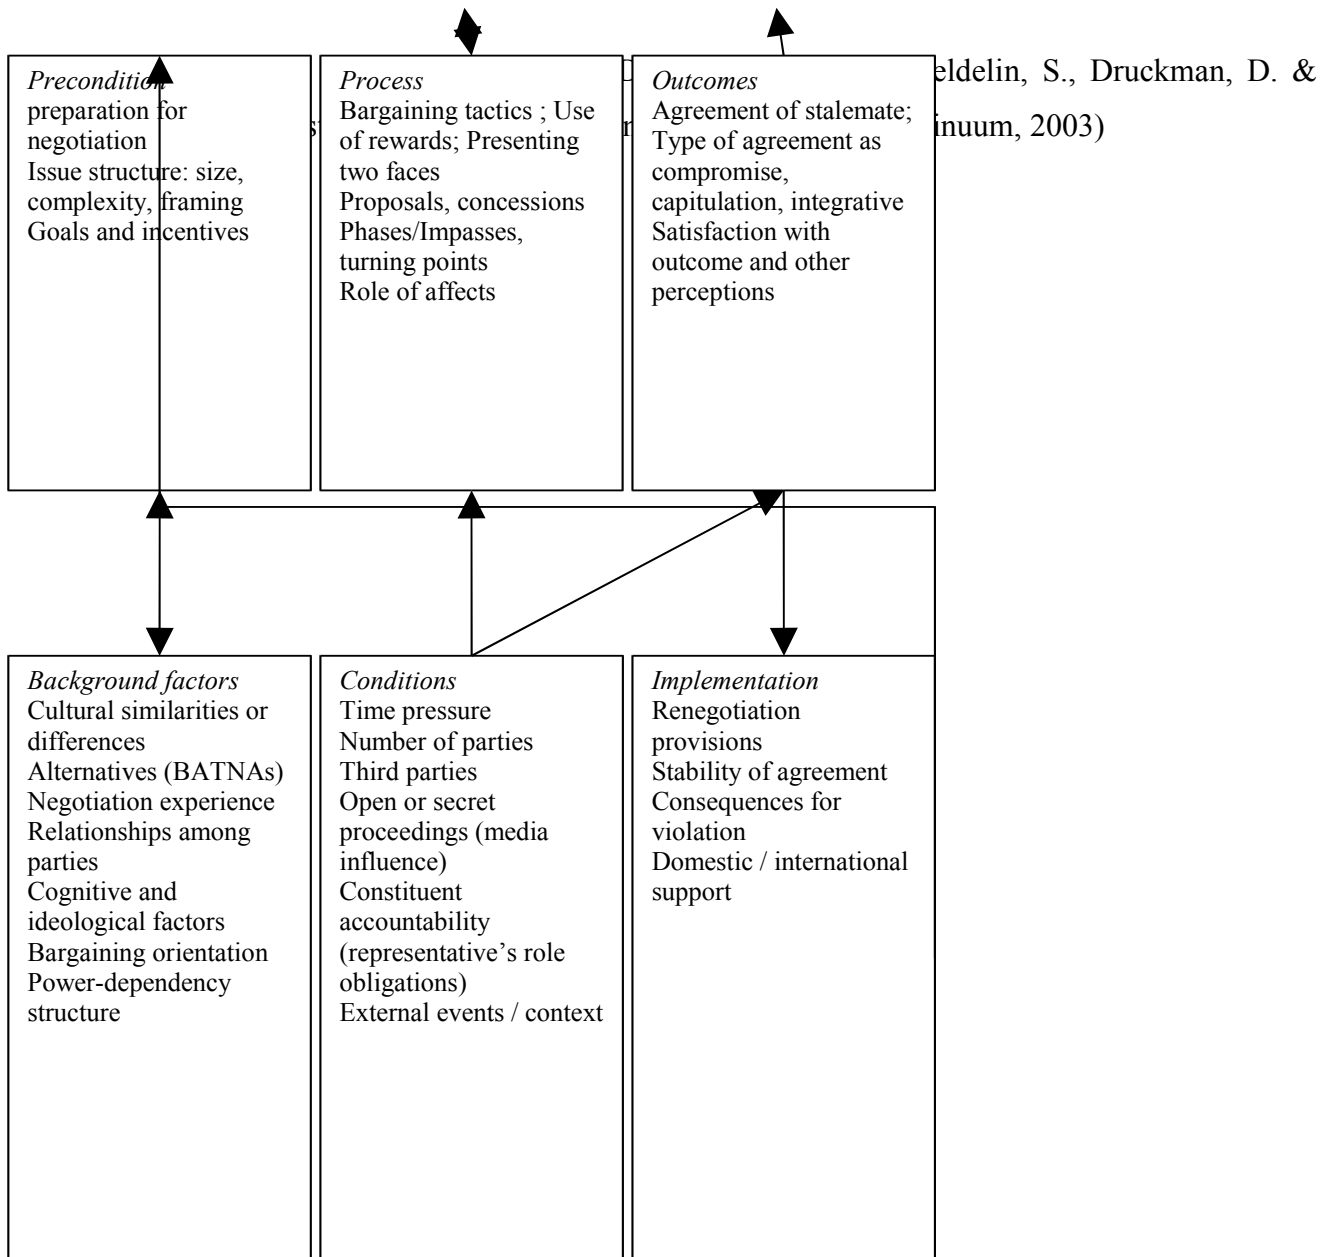 eldelin, S., Druckman, D. &
inuum, 2003)
Precondition
preparation for
negotiation
Issue structure: size,
complexity, framing
Goals and incentives
Process
Bargaining tactics ; Use
of rewards; Presenting
two faces
Proposals, concessions
Phases/Impasses,
turning points
Role of affects
Outcomes
Agreement of stalemate;
Type of agreement as
compromise,
capitulation, integrative
Satisfaction with
outcome and other
perceptions
Background factors
Cultural similarities or
differences
Alternatives (BATNAs)
Negotiation experience
Relationships among
parties
Cognitive and
ideological factors
Bargaining orientation
Power-dependency
structure
Conditions
Time pressure
Number of parties
Third parties
Open or secret
proceedings (media
influence)
Constituent
accountability
(representative’s role
obligations)
External events / context
Implementation
Renegotiation
provisions
Stability of agreement
Consequences for
violation
Domestic / international
support